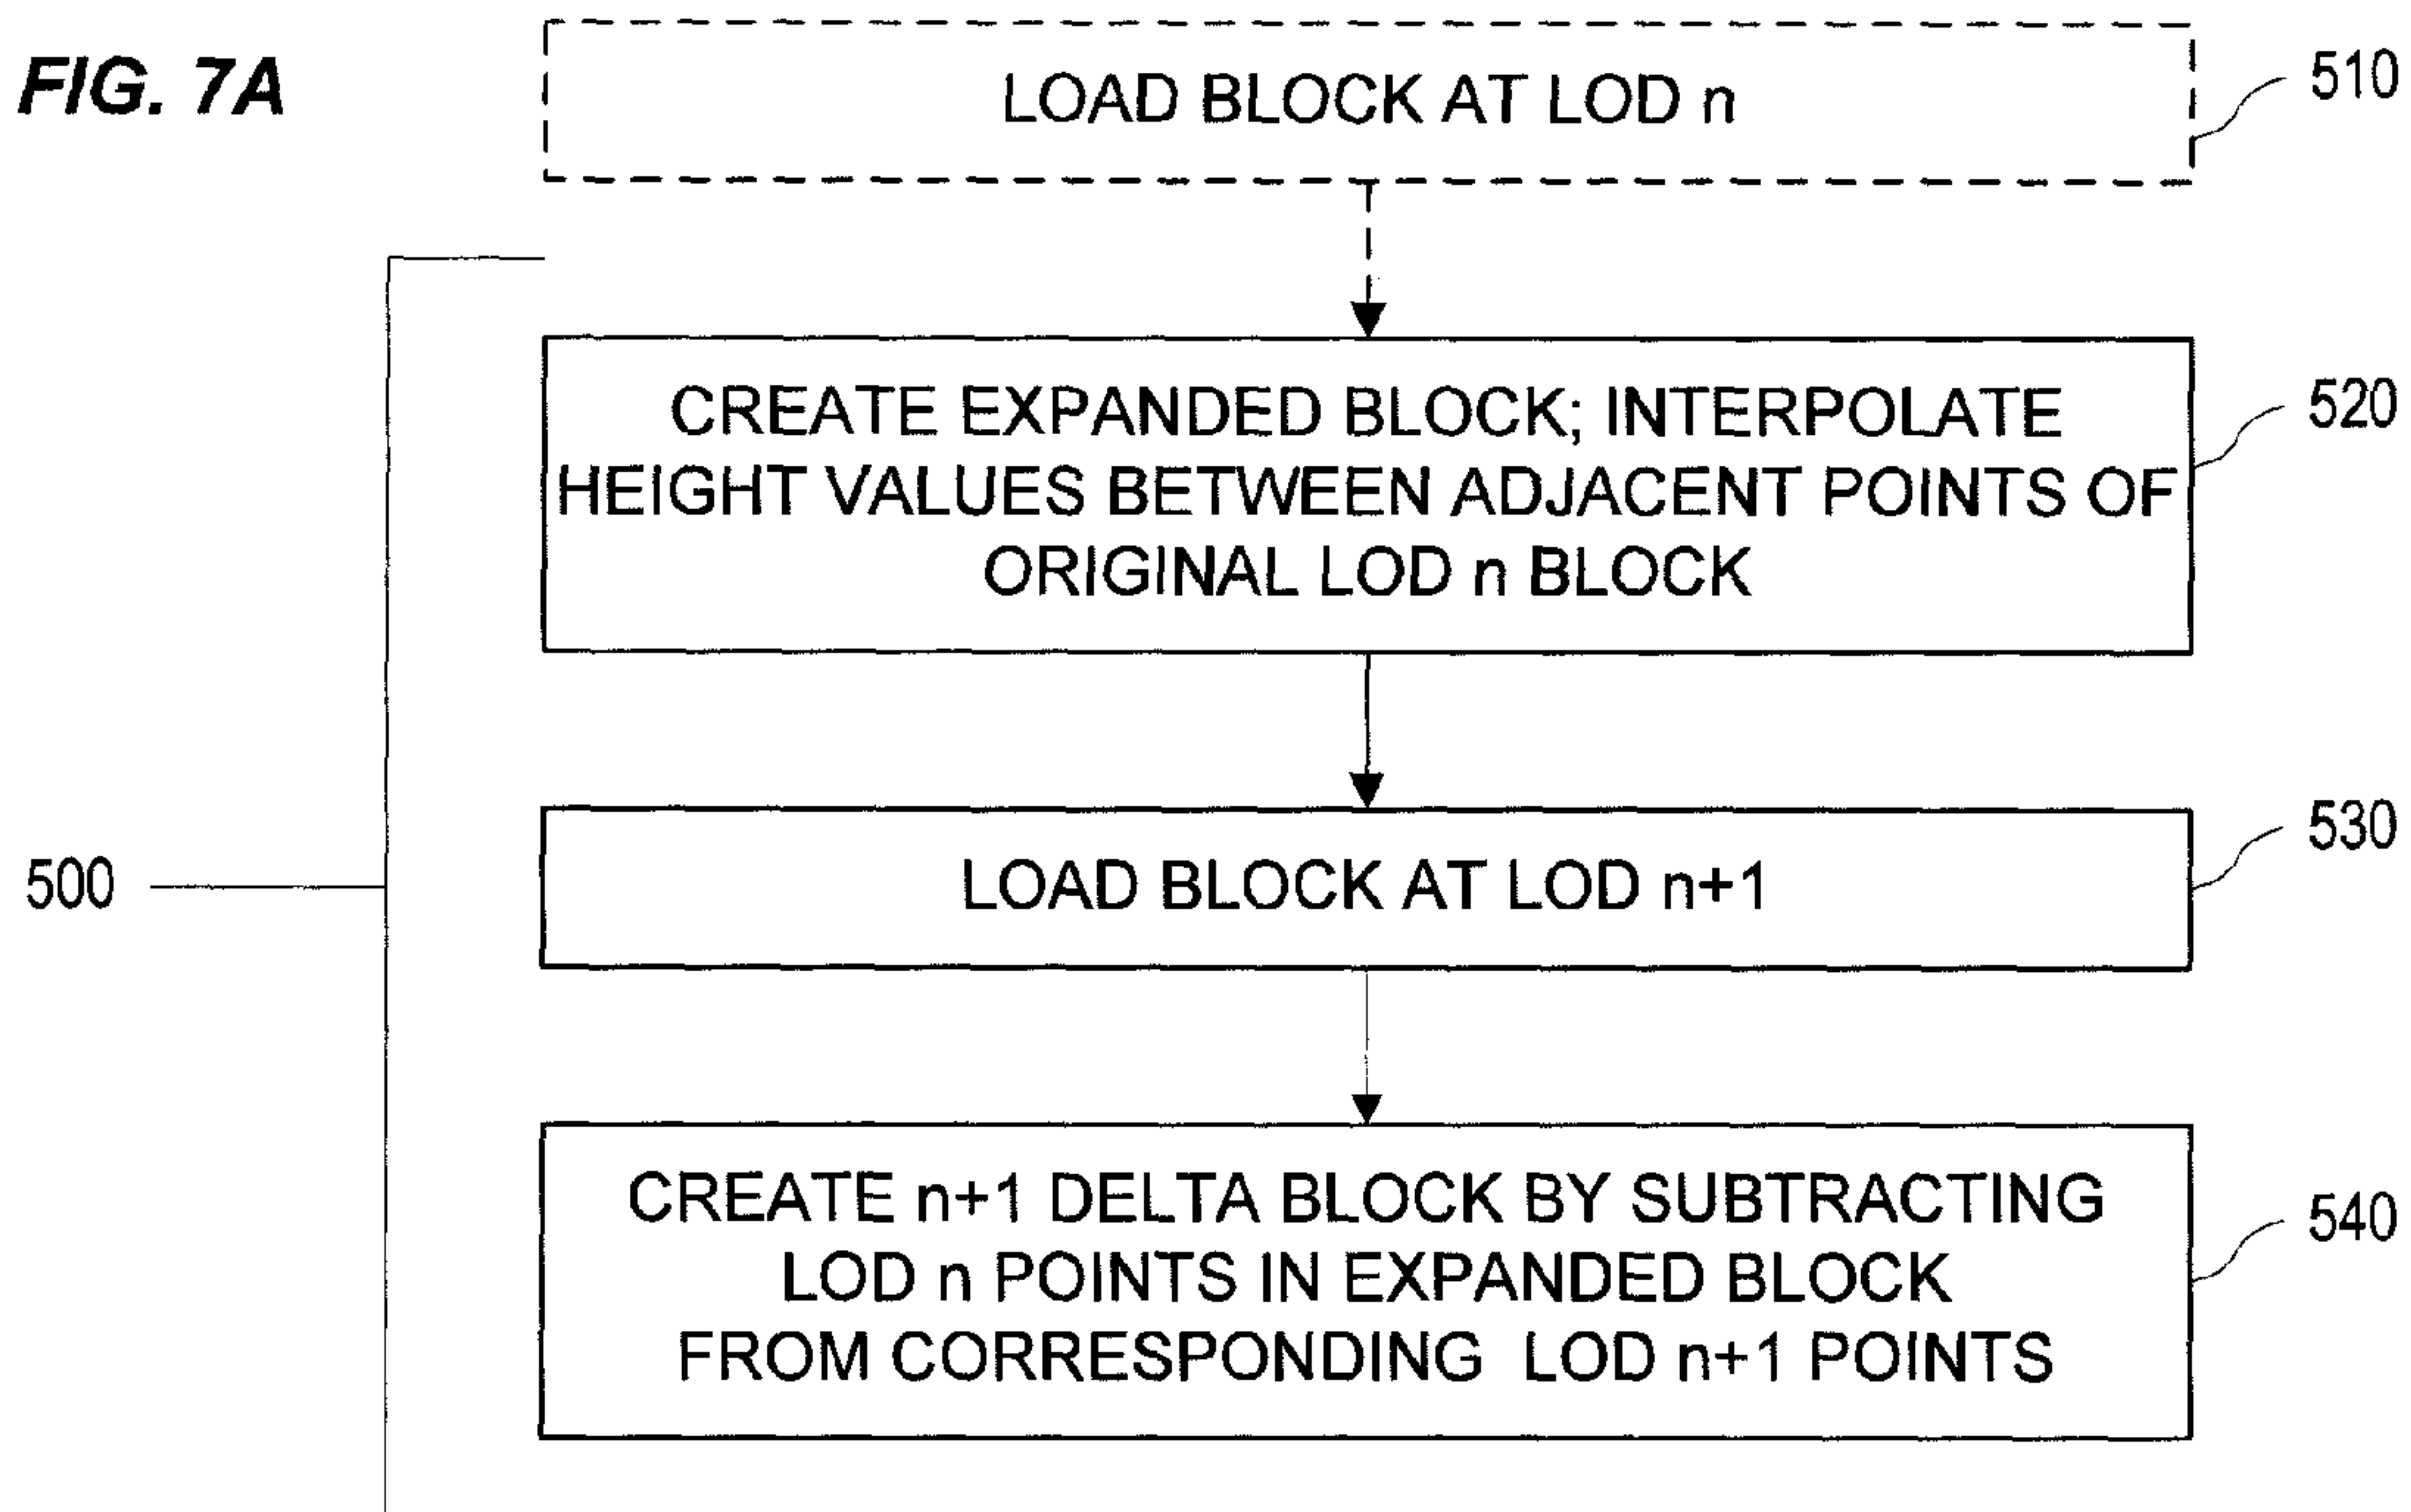 FIG. 7A
LOAD BLOCK AT LOD n
510
CREATE EXPANDED BLOCK; INTERPOLATE
HEIGHT VALUES BETWEEN ADJACENT POINTS OF
ORIGINAL LOD n BLOCK
520
LOAD BLOCK AT LOD n+1
530
500
CREATE n+1 DELTA BLOCK BY SUBTRACTING
LOD n POINTS IN EXPANDED BLOCK
FROM CORRESPONDING LOD n+1 POINTS
540